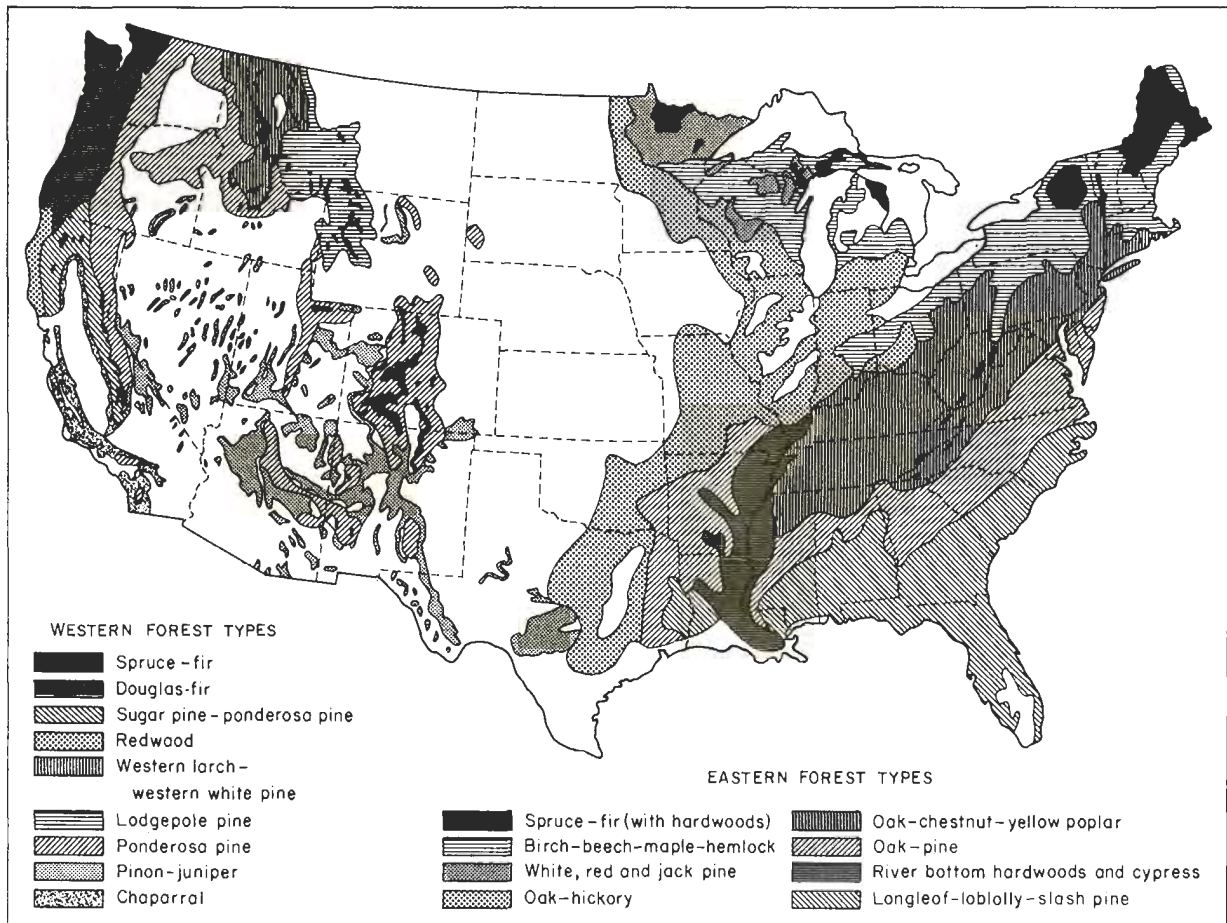 WESTERN FOREST TYPES
Spruce-fir
Douglas-fir
Sugar pine-ponderosa pine
Redwood
Western larch-
western white pine
Lodgepole pine
Ponderosa pine
Pinon-juniper
Chaparral
EASTERN FOREST TYPES
Spruce-fir (with hardwoods)
Birch-beech-maple-hemlock
White, red and jack pine
Oak-hickory
Oak-chestnut-yellow poplar
Oak-pine
River bottom hardwoods and cypress
Longleof-loblolly-slash pine